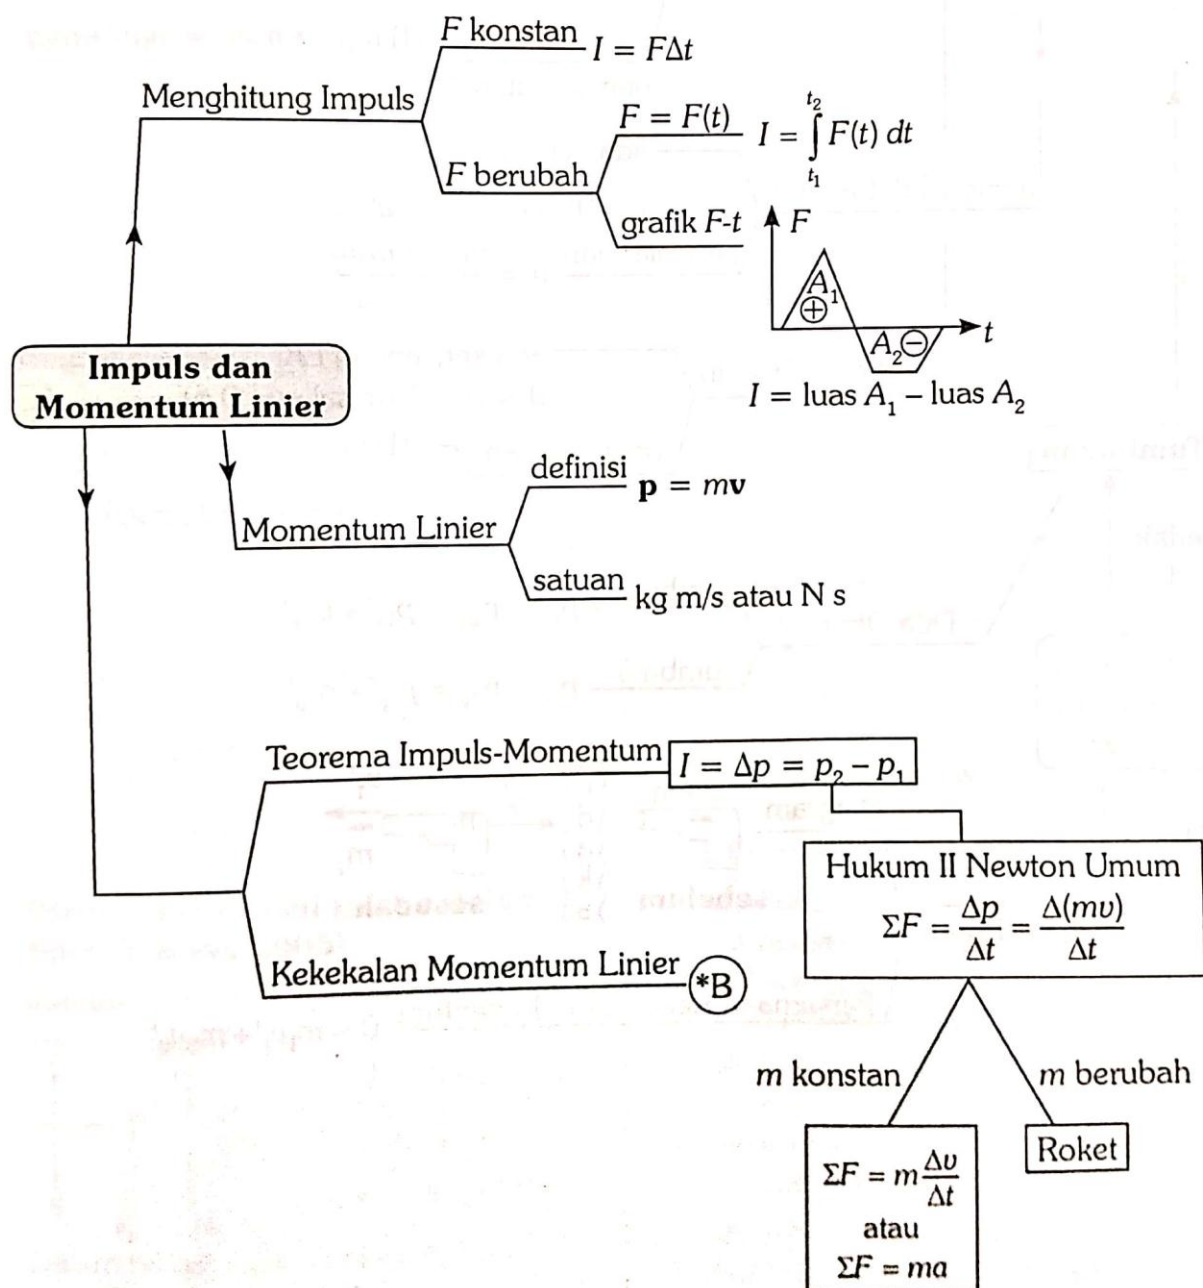 F konstan I = FΔt
Menghitung Impuls
F = F(t) I = ∫_{t₁}^{t₂} F(t) dt
F berubah
grafik F-t
F
A₁
⊕
t
A₂ ⊖
I = luas A₁ – luas A₂
Impuls dan
Momentum Linier
definisi p = mv
Momentum Linier
satuan kg m/s atau N s
Teorema Impuls-Momentum I = Δp = p₂ – p₁
Hukum II Newton Umum
ΣF = Δp/Δt = Δ(mυ)/Δt
Kekekalan Momentum Linier *B
m konstan
m berubah
Roket
ΣF = m Δυ/Δt
atau
ΣF = ma